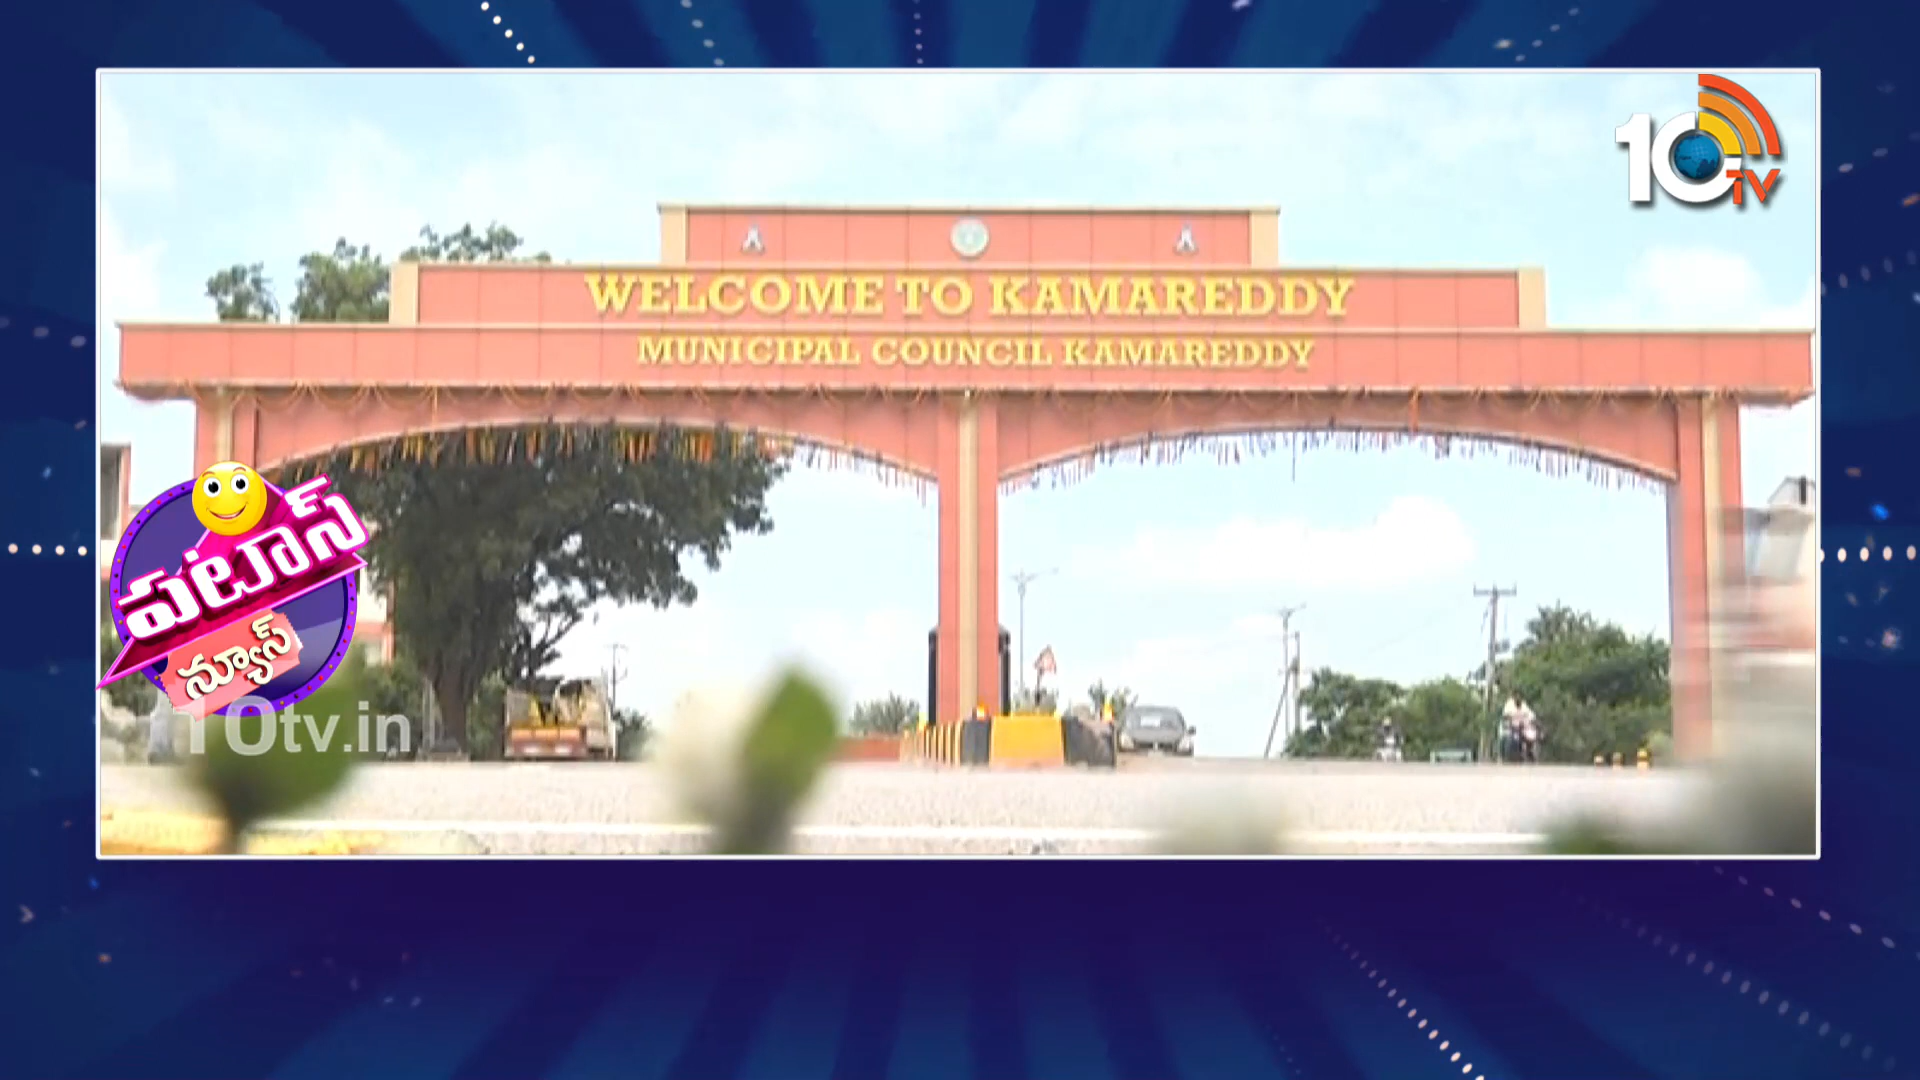 10TV
WELCOME TO KAMAREDDY
MUNICIPAL COUNCIL KAMAREDDY
పటాస్
న్యూస్
10tv.in